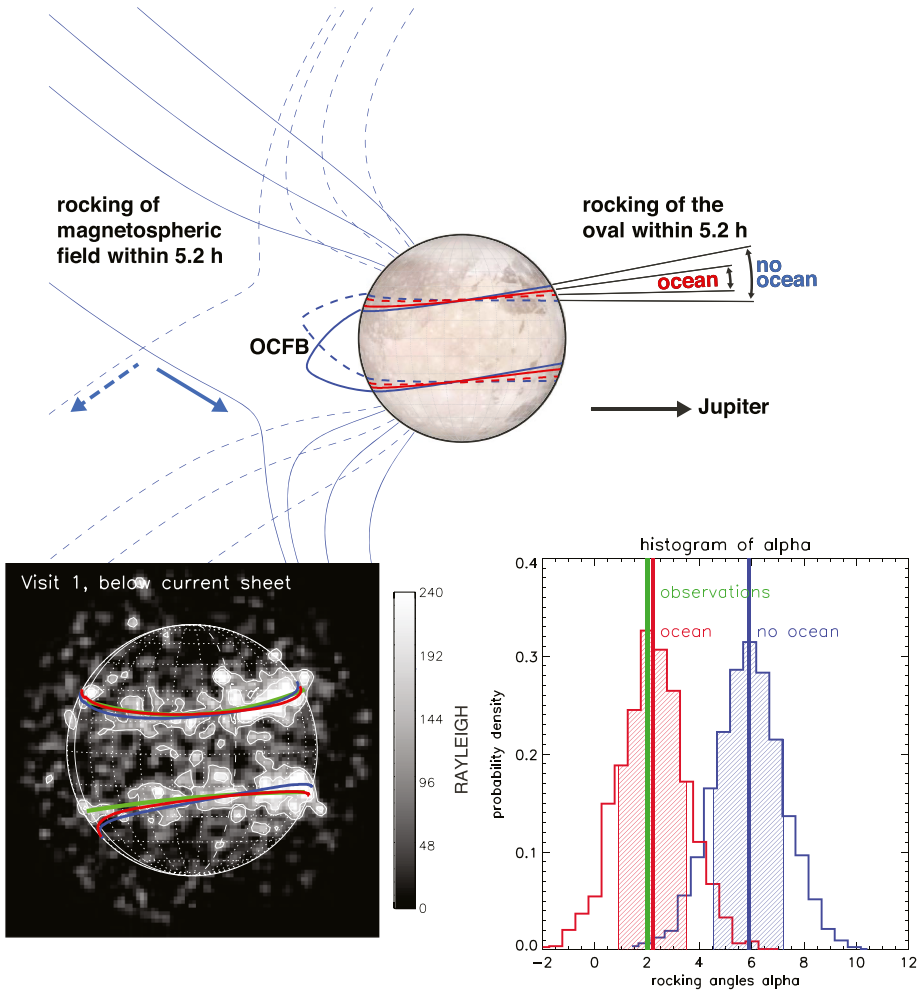 rocking of
magnetospheric
field within 5.2 h
rocking of the
oval within 5.2 h
ocean
no
ocean
OCFB
Jupiter
Visit 1, below current sheet
240
192
144
96
48
0
RAYLEIGH
histogram of alpha
observations
ocean
no ocean
0.4
0.3
0.2
0.1
0.0
probability density
−2 0 2 4 6 8 10 12
rocking angles alpha